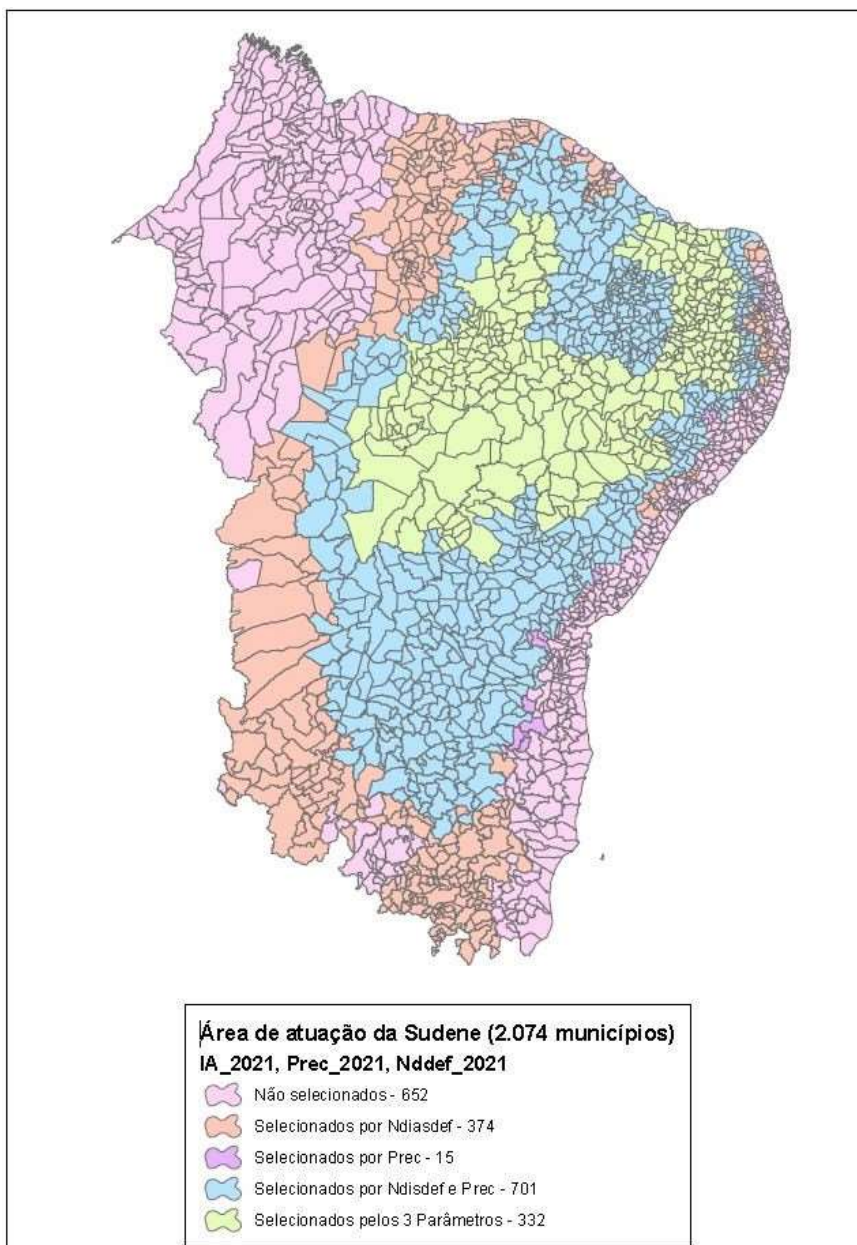 Área de atuação da Sudene (2.074 municípios)
IA_2021, Prec_2021, Nddef_2021
Não selecionados - 652
Selecionados por Ndiasdef - 374
Selecionados por Prec - 15
Selecionados por Ndisdef e Prec - 701
Selecionados pelos 3 Parâmetros - 332